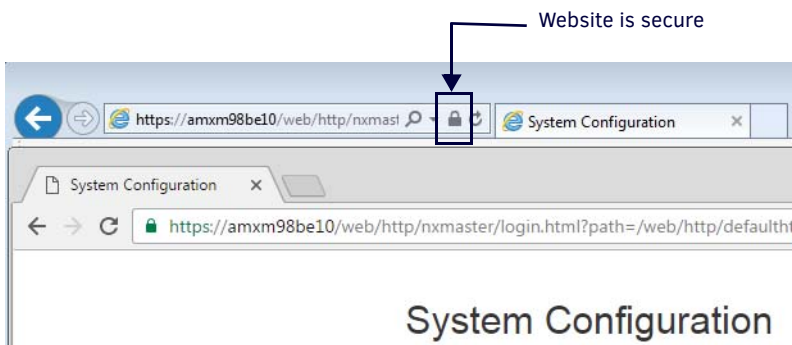 Website is secure
https://amxm98be10/web/http/nxmast
System Configuration
System Configuration
https://amxm98be10/web/http/nxmaster/login.html?path=/web/http/defaultht
System Configuration